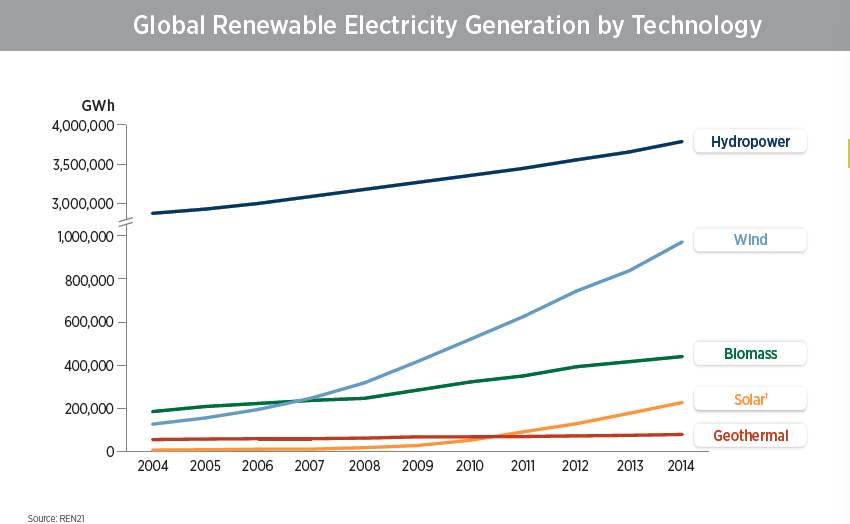 Global Renewable Electricity Generation by Technology
GWh
4,000,000
3,500,000
3,000,000
1,000,000
800,000
600,000
400,000
200,000
0
Hydropower
Wind
Biomass
Solar¹
Geothermal
2004 2005 2006 2007 2008 2009 2010 2011 2012 2013 2014
Source: REN21